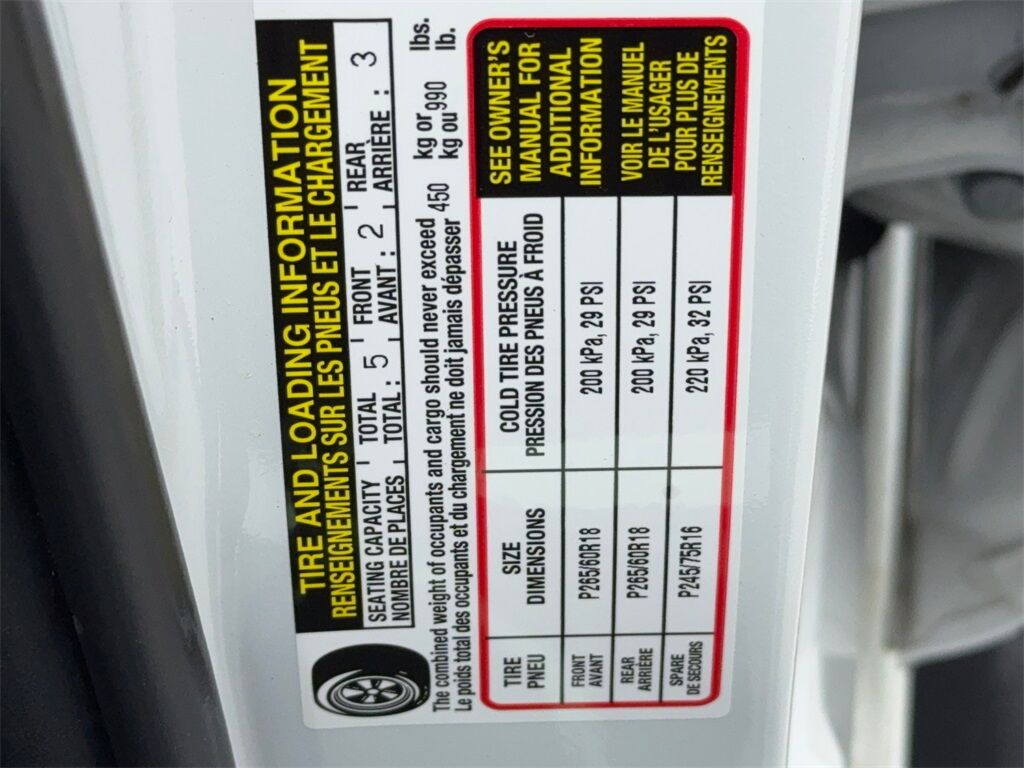 TIRE AND LOADING INFORMATION
RENSEIGNEMENTS SUR LES PNEUS ET LE CHARGEMENT
SEATING CAPACITY TOTAL 5 FRONT 2 REAR 3
NOMBRE DE PLACES TOTAL : AVANT : ARRIÈRE :
The combined weight of occupants and cargo should never exceed 450 kg or 990 lbs.
Le poids total des occupants et du chargement ne doit jamais dépasser kg ou lb.
TIRE SIZE COLD TIRE PRESSURE
PNEU DIMENSIONS PRESSION DES PNEUS À FROID
FRONT P265/60R18 200 kPa, 29 PSI
AVANT
REAR P265/60R18 200 kPa, 29 PSI
ARRIÈRE
SPARE P245/75R16 220 kPa, 32 PSI
DE SECOURS
SEE OWNER'S
MANUAL FOR
ADDITIONAL
INFORMATION
VOIR LE MANUEL
DE L'USAGER
POUR PLUS DE
RENSEIGNEMENTS